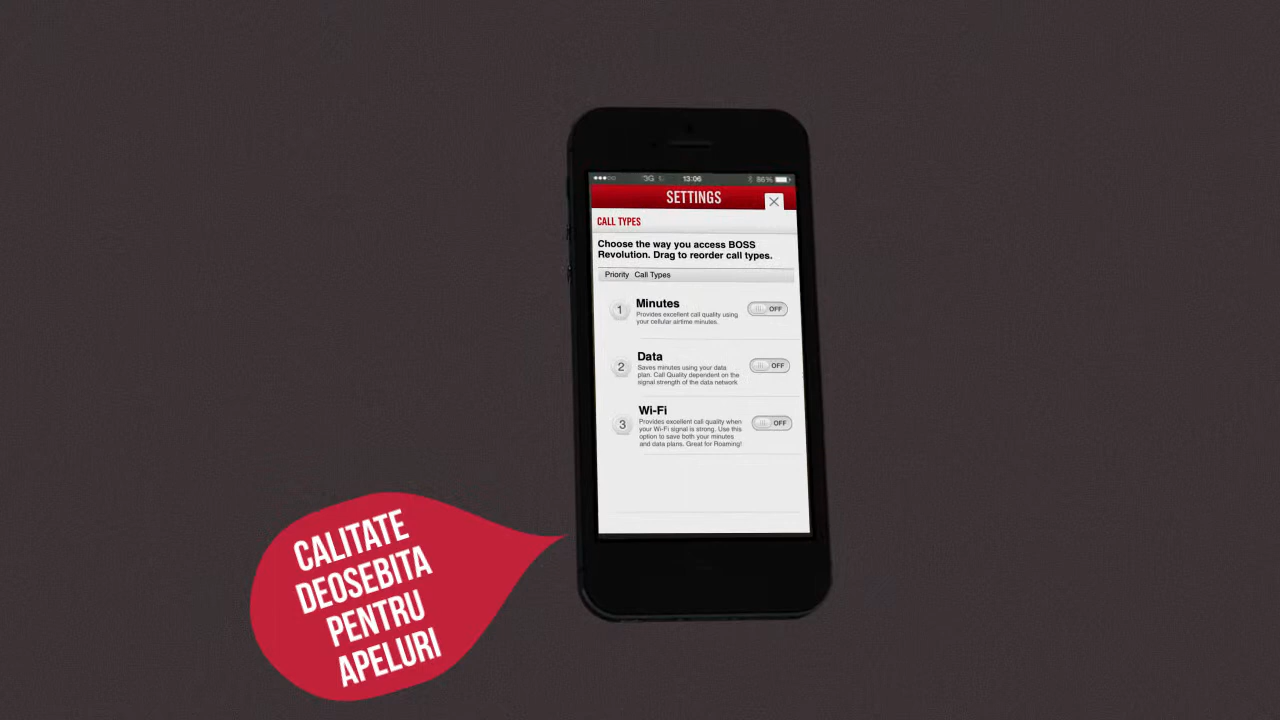 3G
13:06
86%
SETTINGS
CALL TYPES
Choose the way you access BOSS
Revolution. Drag to reorder call types.
Priority Call Types
1
Minutes
Provides excellent call quality using
your cellular airtime minutes.
OFF
2
Data
Saves minutes using your data
plan. Call Quality dependent on the
signal strength of the data network
OFF
3
Wi-Fi
Provides excellent call quality when
your Wi-Fi signal is strong. Use this
option to save both your minutes
and data plans. Great for Roaming!
OFF
CALITATE
DEOSEBITA
PENTRU
APELURI